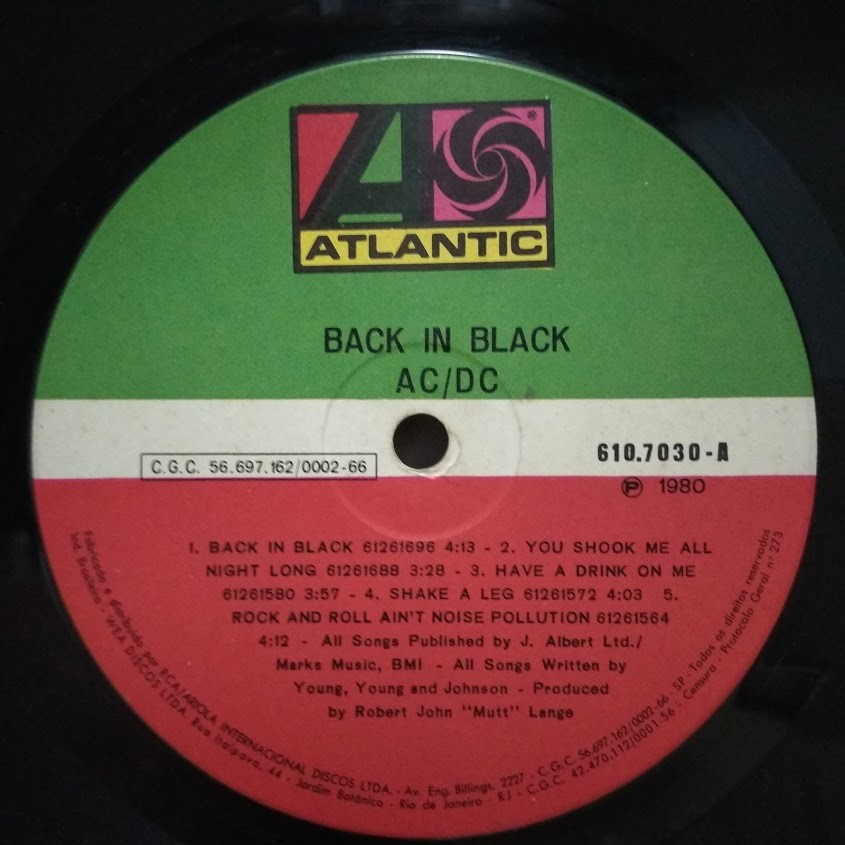 ATLANTIC
®
BACK IN BLACK
AC/DC
C.G.C. 56.697.162/0002-66
610.7030-A
Ⓟ 1980
1. BACK IN BLACK 61261696 4:13 - 2. YOU SHOOK ME ALL
NIGHT LONG 61261688 3:28 - 3. HAVE A DRINK ON ME
61261580 3:57 - 4. SHAKE A LEG 61261572 4:03 5.
ROCK AND ROLL AIN'T NOISE POLLUTION 61261564
4:12 - All Songs Published by J. Albert Ltd./
Marks Music, BMI - All Songs Written by
Young, Young and Johnson - Produced
by Robert John "Mutt" Lange
Fabricado e distribuido por RCA/ARIOLA INTERNACIONAL DISCOS LTDA. - Av. Eng. Billings, 2227 - C.G.C. 56.697.162/0002-66 - SP - Todos os direitos reservados
Ind. Brasileira - WEA DISCOS LTDA. Rua Itaipava, 44 - Jardim Botânico - Rio de Janeiro - RJ - C.G.C. 42.470.112/0001-56 - Censura - Protocolo Geral nº 273